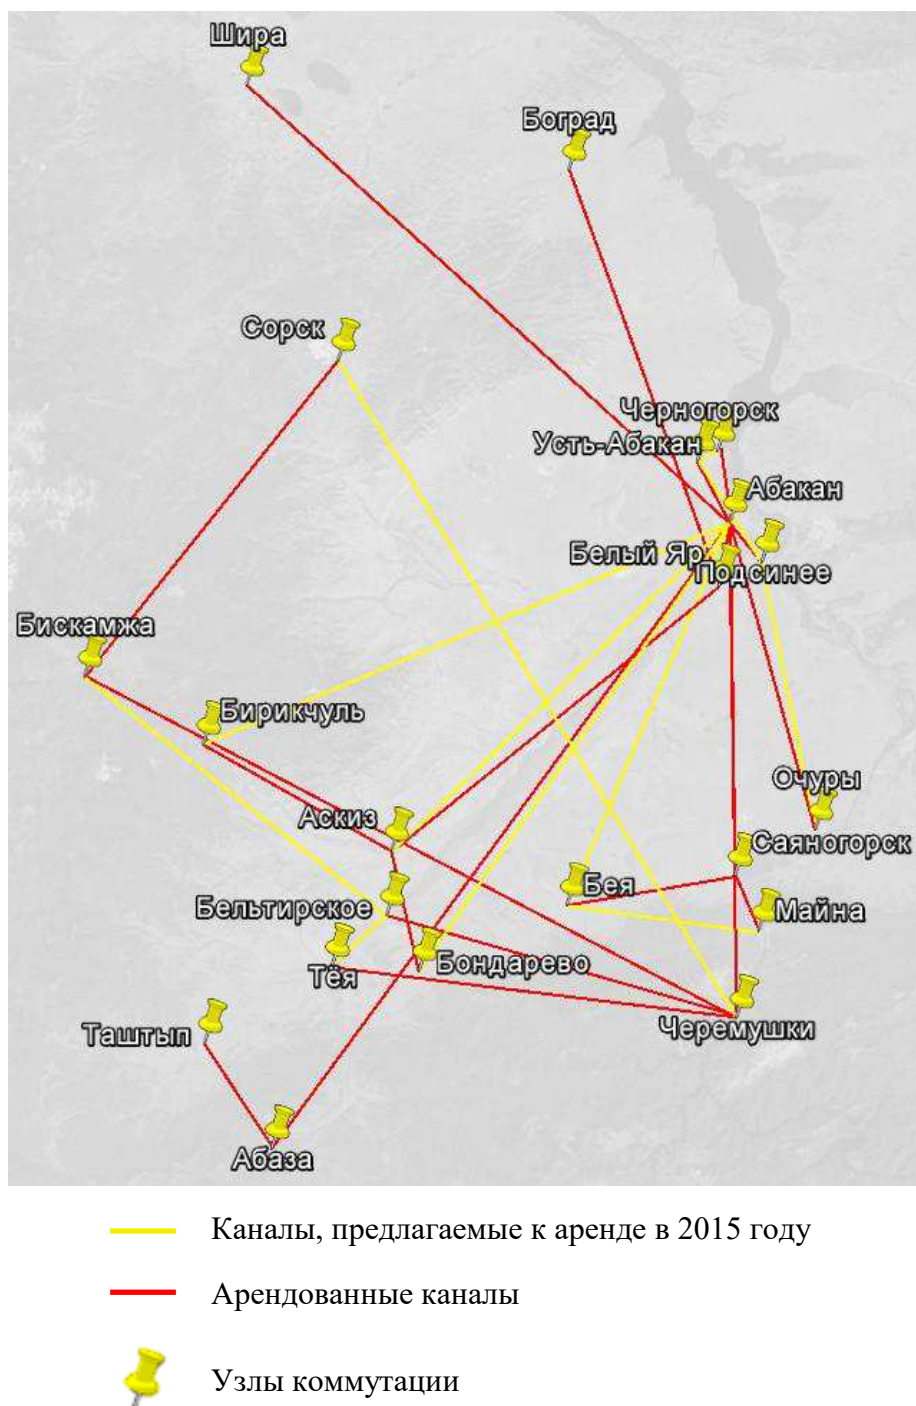 Шира
Боград
Сорск
Черногорск
Усть-Абакан
Абакан
Белый Яр
Подсинее
Бискамжа
Бирикчуль
Очуры
Аскиз
Саяногорск
Бея
Бельтирское
Майна
Бондарево
Тёя
Черемушки
Таштып
Абаза
Каналы, предлагаемые к аренде в 2015 году
Арендованные каналы
Узлы коммутации